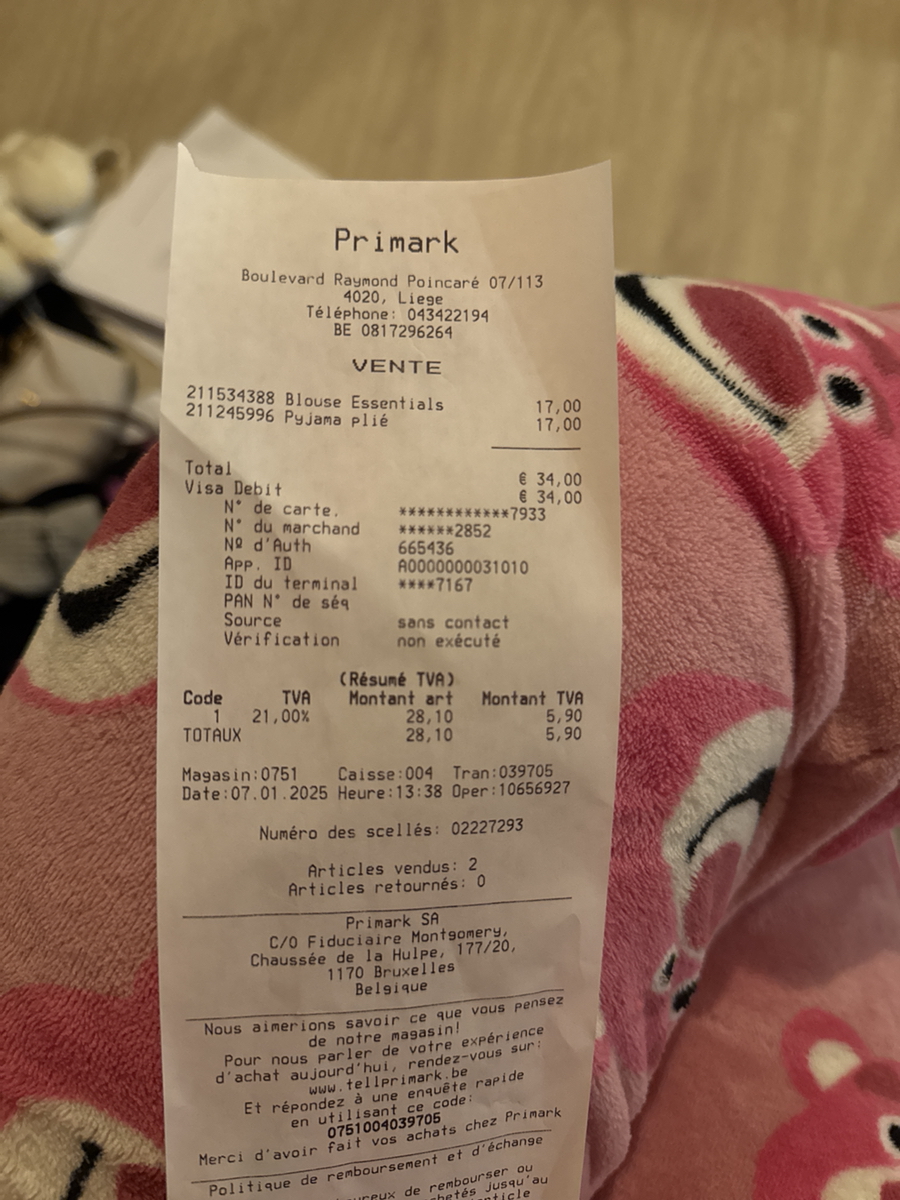 Primark
Boulevard Raymond Poincaré 07/113
4020, Liege
Téléphone: 043422194
BE 0817296264
VENTE
211534388 Blouse Essentials 17,00
211245996 Pyjama plié 17,00
Total € 34,00
Visa Debit € 34,00
N° de carte. ************7933
N° du marchand ******2852
Nº d'Auth 665436
App. ID A0000000031010
ID du terminal ****7167
PAN N° de séq
Source sans contact
Vérification non exécuté
(Résumé TVA)
Code TVA Montant art Montant TVA
1 21,00% 28,10 5,90
TOTAUX 28,10 5,90
Magasin:0751 Caisse:004 Tran:039705
Date:07.01.2025 Heure:13:38 Oper:10656927
Numéro des scellés: 02227293
Articles vendus: 2
Articles retournés: 0
Primark SA
C/O Fiduciaire Montgomery,
Chaussée de la Hulpe, 177/20,
1170 Bruxelles
Belgique
Nous aimerions savoir ce que vous pensez
de notre magasin!
Pour nous parler de votre expérience
d'achat aujourd'hui, rendez-vous sur:
www.tellprimark.be
Et répondez à une enquête rapide
en utilisant ce code:
0751004039705
Merci d'avoir fait vos achats chez Primark
Politique de remboursement et d'échange
de rembourser ou
jusqu'au